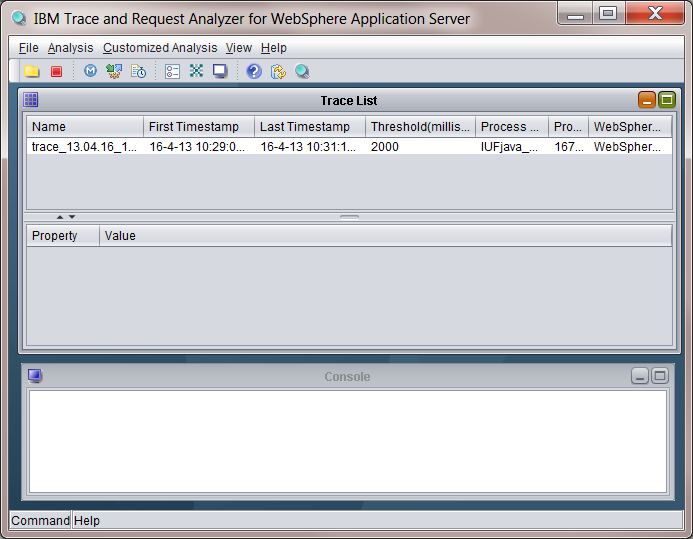 IBM Trace and Request Analyzer for WebSphere Application Server
File Analysis Customized Analysis View Help
Trace List
Name First Timestamp Last Timestamp Threshold(millis... Process ... Pro... WebSpher...
trace_13.04.16_1... 16-4-13 10:29:0... 16-4-13 10:31:1... 2000 IUFjava_... 167... WebSpher...
Property Value
Console
Command Help